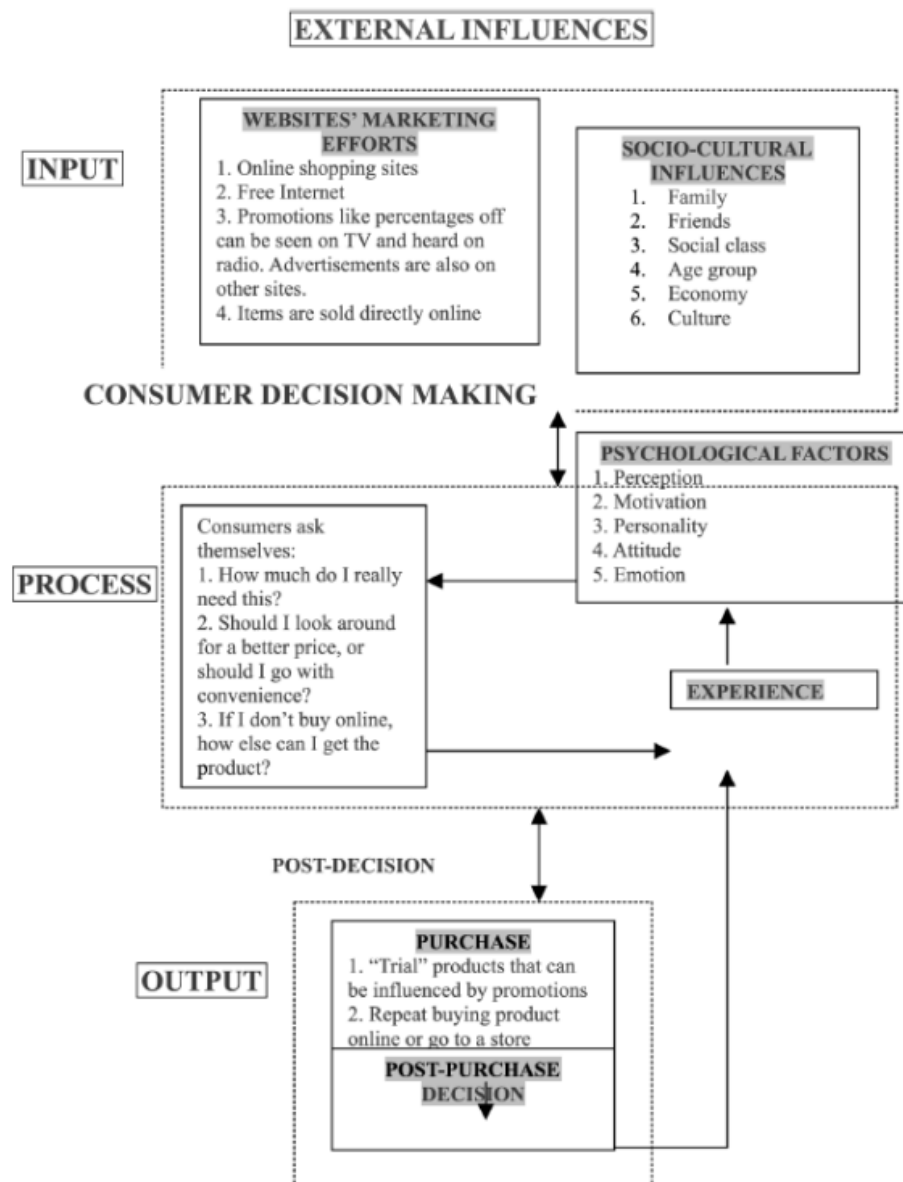 EXTERNAL INFLUENCES
INPUT
WEBSITES’ MARKETING
EFFORTS
1. Online shopping sites
2. Free Internet
3. Promotions like percentages off
can be seen on TV and heard on
radio. Advertisements are also on
other sites.
4. Items are sold directly online
SOCIO-CULTURAL
INFLUENCES
1. Family
2. Friends
3. Social class
4. Age group
5. Economy
6. Culture
CONSUMER DECISION MAKING
PSYCHOLOGICAL FACTORS
1. Perception
2. Motivation
3. Personality
4. Attitude
5. Emotion
PROCESS
Consumers ask
themselves:
1. How much do I really
need this?
2. Should I look around
for a better price, or
should I go with
convenience?
3. If I don’t buy online,
how else can I get the
product?
EXPERIENCE
POST-DECISION
OUTPUT
PURCHASE
1. “Trial” products that can
be influenced by promotions
2. Repeat buying product
online or go to a store
POST-PURCHASE
DECISION